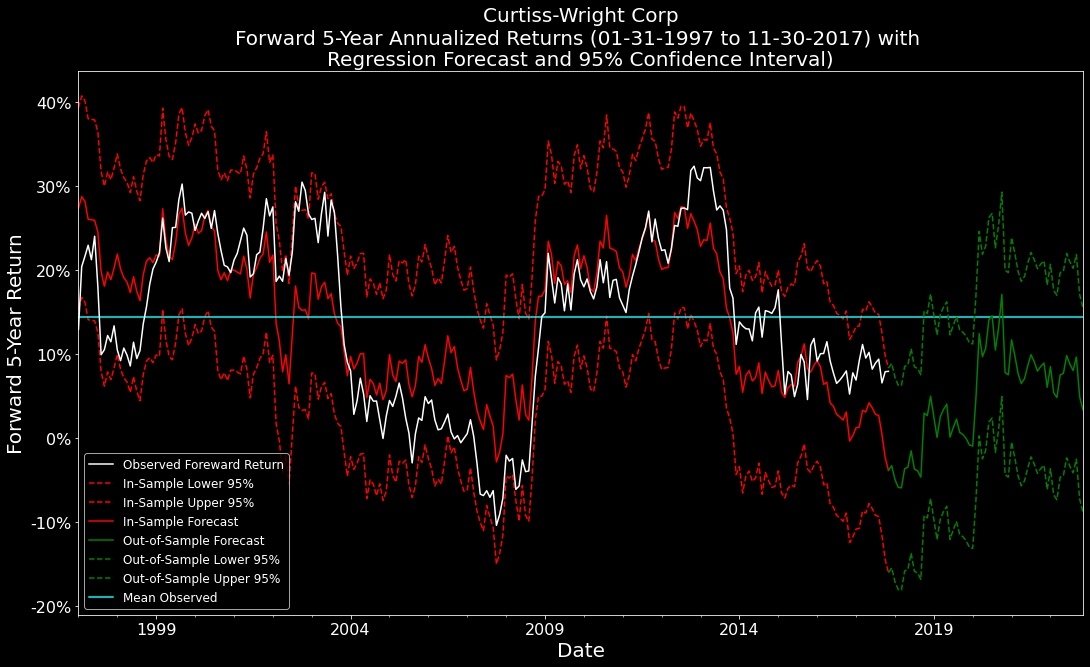 Curtiss-Wright Corp
Forward 5-Year Annualized Returns (01-31-1997 to 11-30-2017) with
Regression Forecast and 95% Confidence Interval)
Forward 5-Year Return
40%
30%
20%
10%
0%
-10%
-20%
Observed Foreward Return
In-Sample Lower 95%
In-Sample Upper 95%
In-Sample Forecast
Out-of-Sample Forecast
Out-of-Sample Lower 95%
Out-of-Sample Upper 95%
Mean Observed
1999
2004
2009
2014
2019
Date